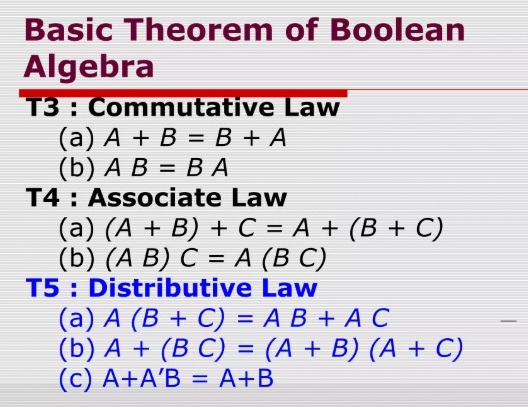 Basic Theorem of Boolean
Algebra
T3 : Commutative Law
(a) A + B = B + A
(b) A B = B A
T4 : Associate Law
(a) (A + B) + C = A + (B + C)
(b) (A B) C = A (B C)
T5 : Distributive Law
(a) A (B + C) = A B + A C
(b) A + (B C) = (A + B) (A + C)
(c) A+A’B = A+B